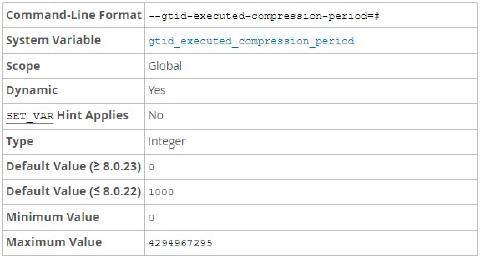 Command-Line Format --gtid-executed-compression-period=#
System Variable gtid_executed_compression_period
Scope Global
Dynamic Yes
SET_VAR Hint Applies No
Type Integer
Default Value (≥ 8.0.23) 0
Default Value (≤ 8.0.22) 1000
Minimum Value 0
Maximum Value 4294967295